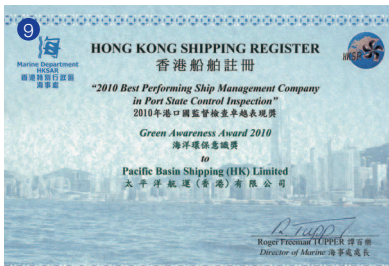 9
海
Marine Department
HKSAR
香港特別行政區
海事處
HONG KONG SHIPPING REGISTER
香港船舶註冊
HKSR
"2010 Best Performing Ship Management Company
in Port State Control Inspection"
2010年港口國監督檢查卓越表現獎
Green Awareness Award 2010
海洋環保意識獎
to
Pacific Basin Shipping (HK) Limited
太平洋航運(香港)有限公司
Roger Freeman TUPPER 譚百樂
Director of Marine 海事處處長